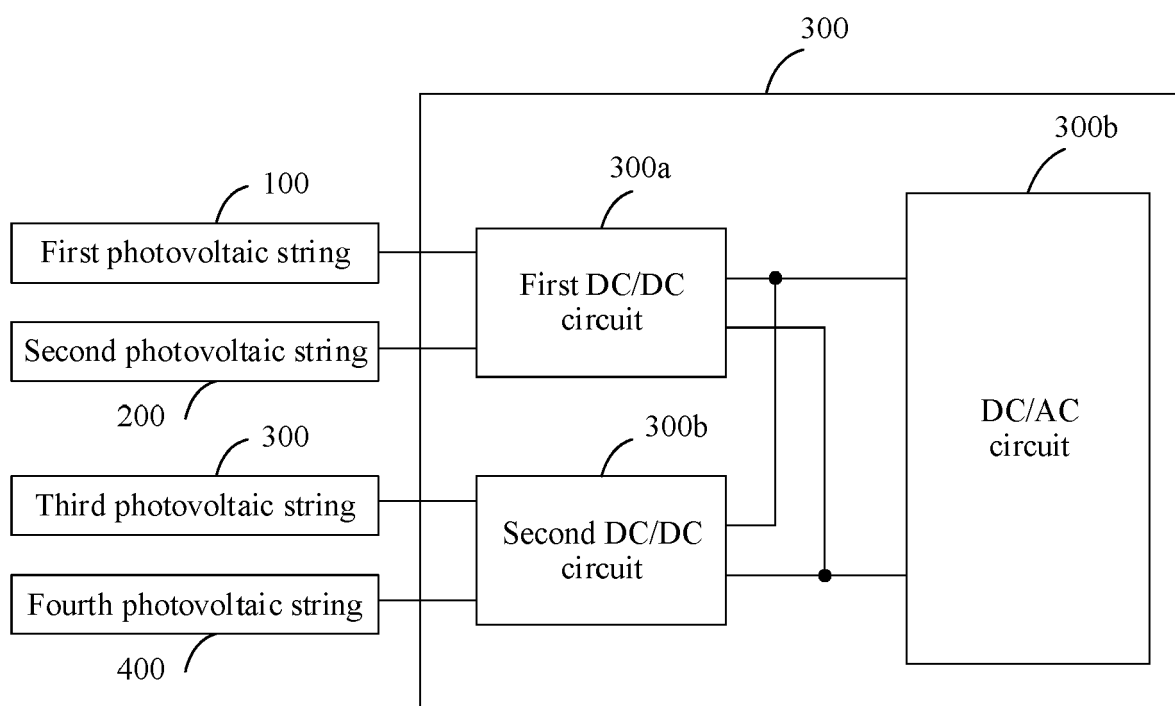 300
300b
300a
100
First photovoltaic string
First DC/DC
circuit
Second photovoltaic string
200
DC/AC
circuit
300
300b
Third photovoltaic string
Second DC/DC
circuit
Fourth photovoltaic string
400